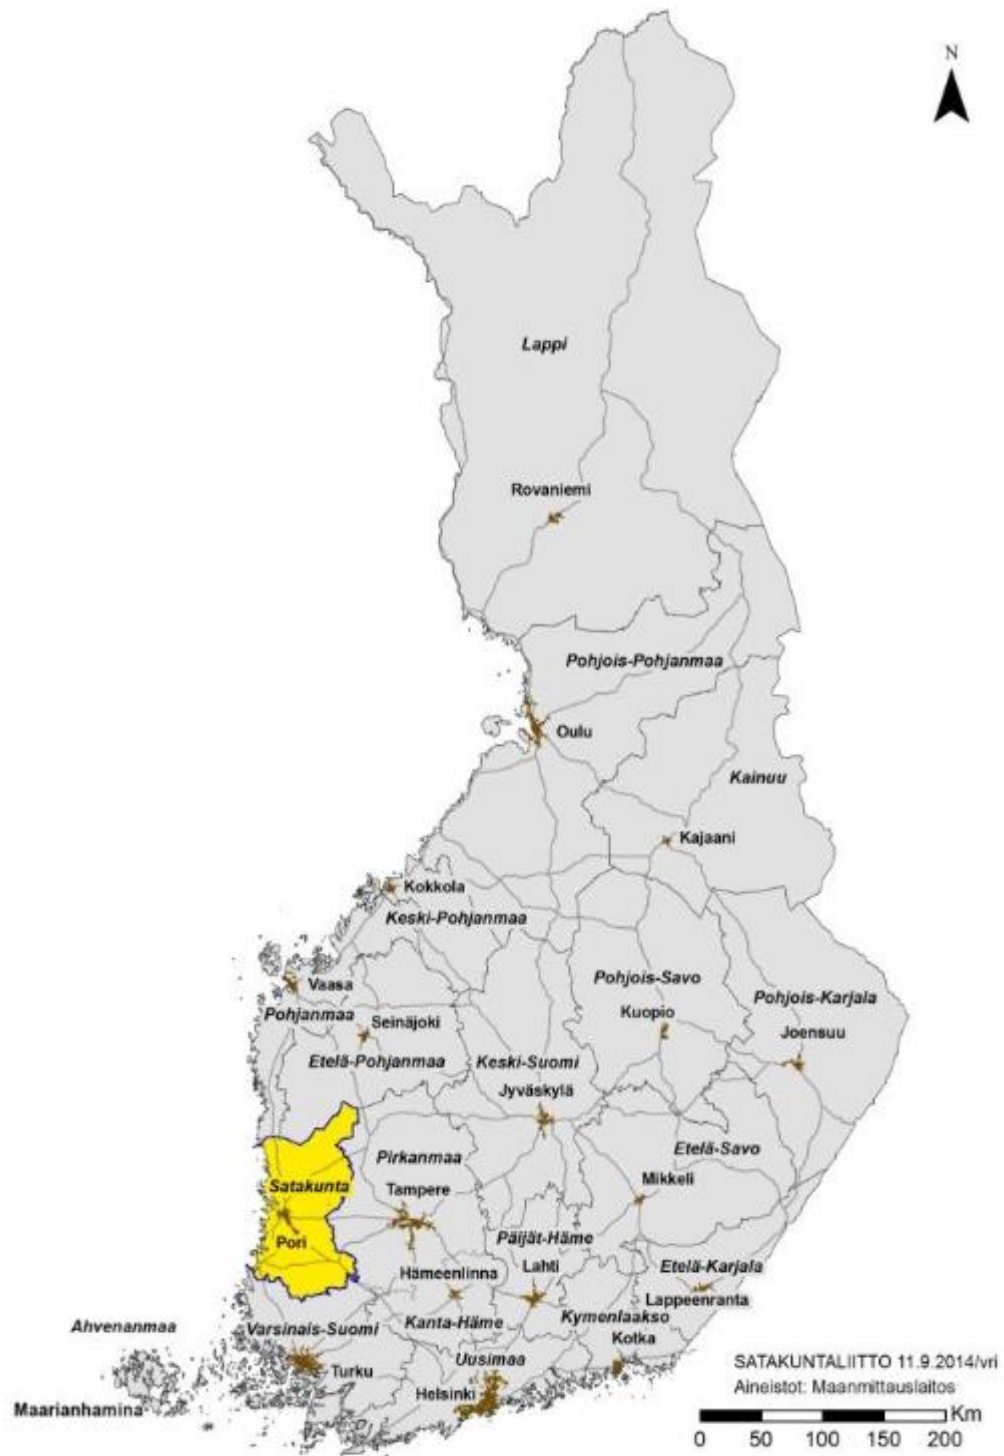 N
Lappi
Rovaniemi
Pohjois-Pohjanmaa
Oulu
Kainuu
Kajaani
Kokkola
Keski-Pohjanmaa
Vaasa
Pohjois-Savo
Pohjois-Karjala
Pohjanmaa
Seinäjoki
Kuopio
Joensuu
Etelä-Pohjanmaa
Keski-Suomi
Jyväskylä
Etelä-Savo
Pirkanmaa
Satakunta
Tampere
Mikkeli
Pori
Päijät-Häme
Hämeenlinna
Lahti
Etelä-Karjala
Lappeenranta
Ahvenanmaa
Varsinais-Suomi
Kanta-Häme
Kymenlaakso
Kotka
Uusimaa
Turku
Helsinki
Maarianhamina
SATAKUNTALIITTO 11.9.2014/vri
Aineistot: Maanmittauslaitos
Km
0 50 100 150 200